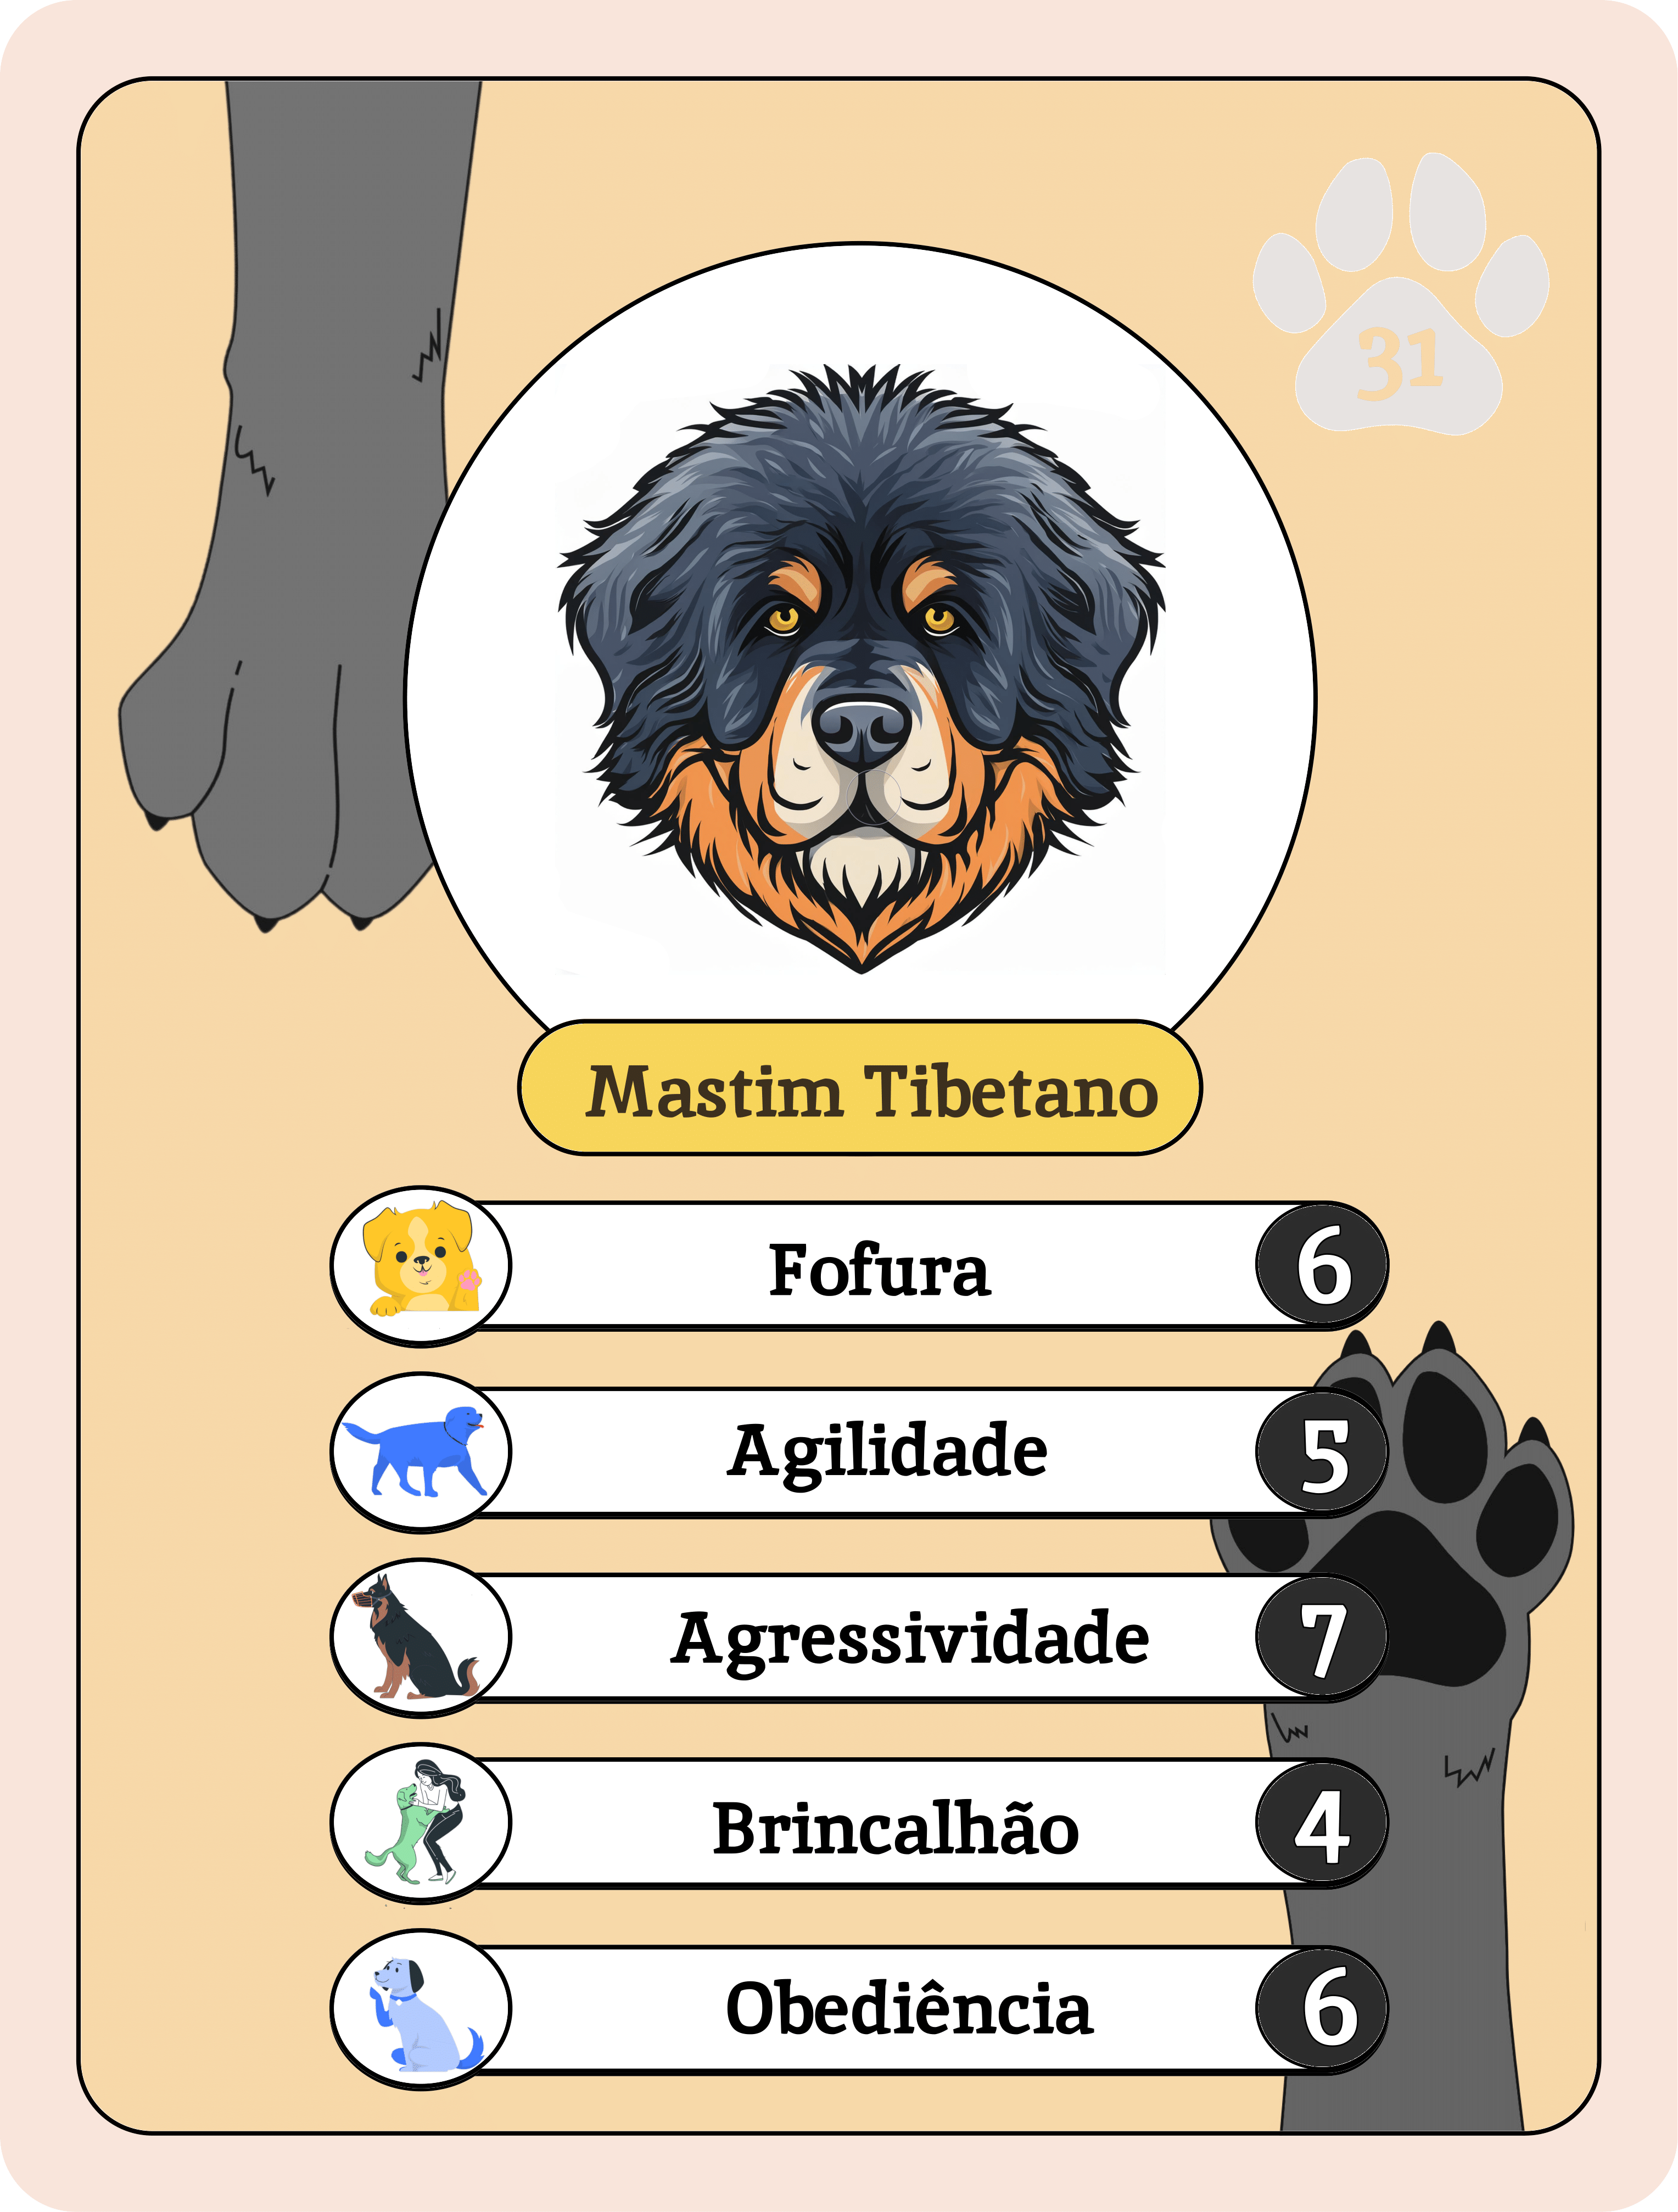 31
Mastim Tibetano
Fofura 6
Agilidade 5
Agressividade 7
Brincalhão 4
Obediência 6